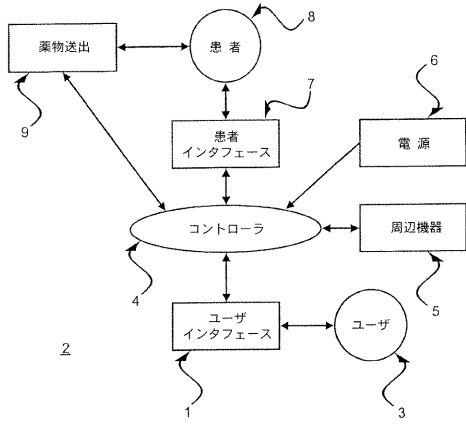 8
薬物送出
患者
9
7
6
患者
インタフェース
電源
コントローラ
周辺機器
4
5
ユーザ
インタフェース
ユーザ
2
1
3